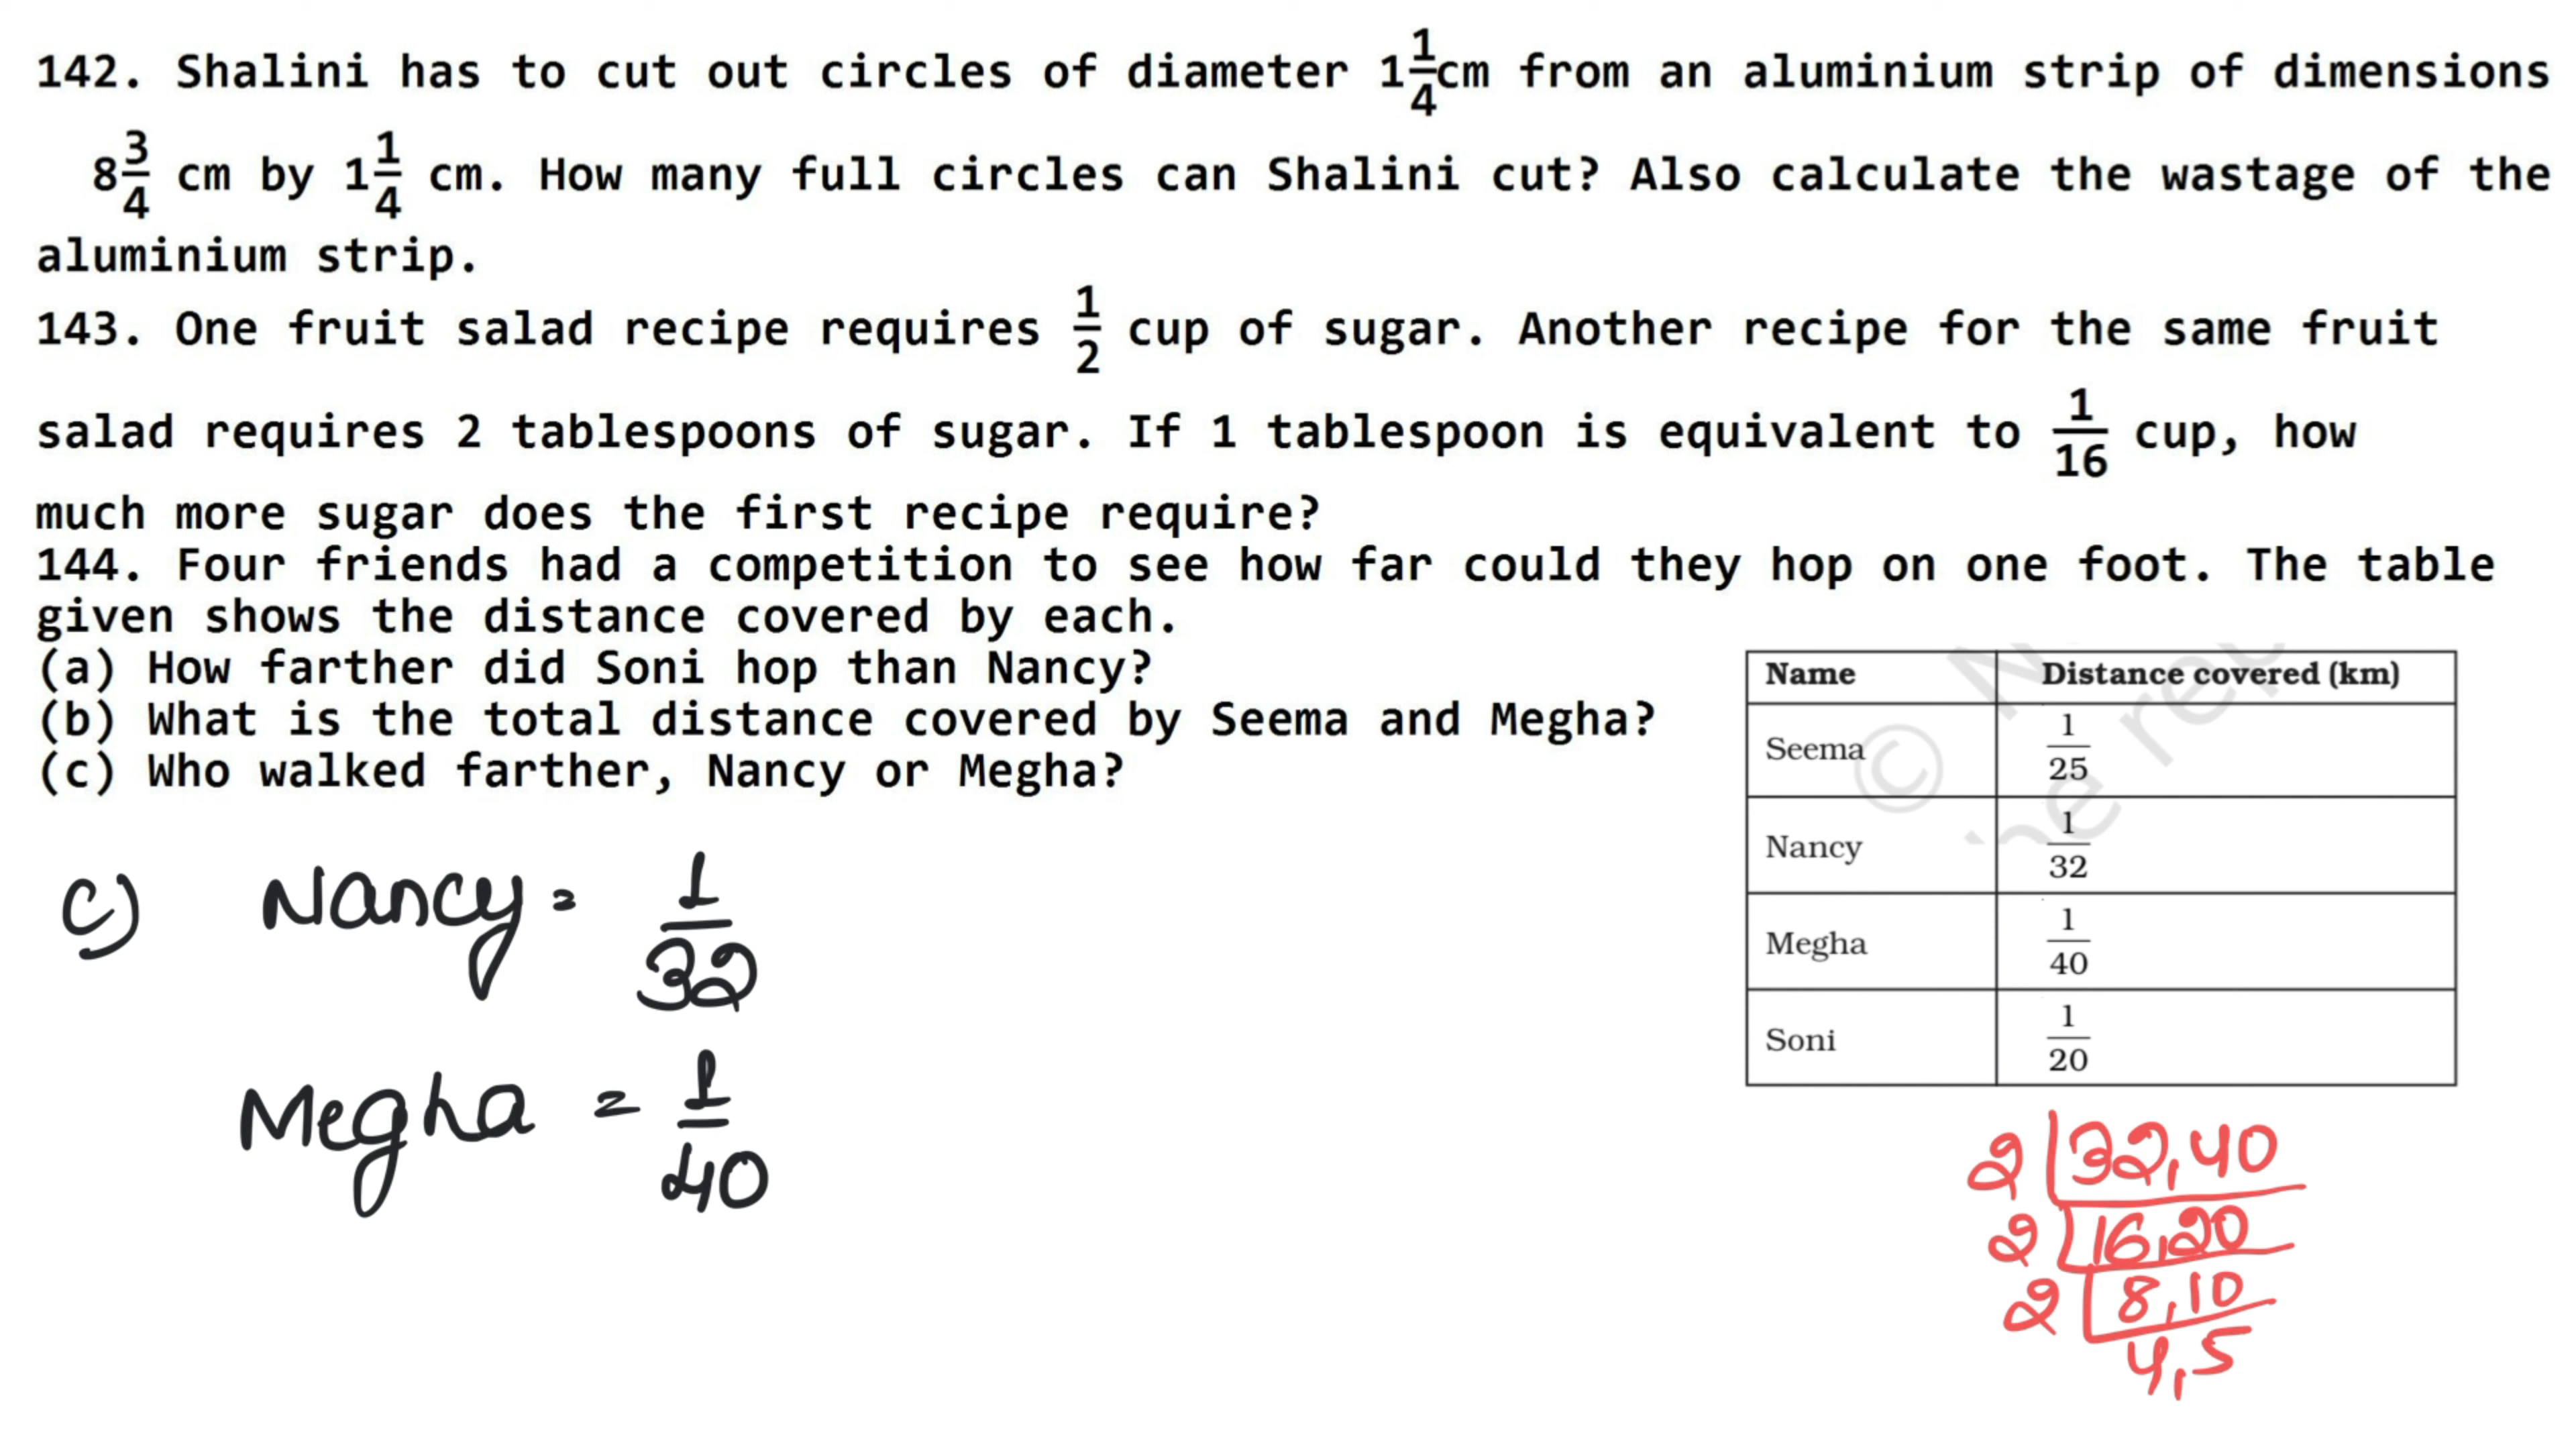 142. Shalini has to cut out circles of diameter 1 1/4 cm from an aluminium strip of dimensions
8 3/4 cm by 1 1/4 cm. How many full circles can Shalini cut? Also calculate the wastage of the
aluminium strip.
143. One fruit salad recipe requires 1/2 cup of sugar. Another recipe for the same fruit
salad requires 2 tablespoons of sugar. If 1 tablespoon is equivalent to 1/16 cup, how
much more sugar does the first recipe require?
144. Four friends had a competition to see how far could they hop on one foot. The table
given shows the distance covered by each.
(a) How farther did Soni hop than Nancy?
(b) What is the total distance covered by Seema and Megha?
(c) Who walked farther, Nancy or Megha?
Name Distance covered (km)
Seema 1/25
Nancy 1/32
Megha 1/40
Soni 1/20
c) Nancy = 1/32
Megha = 1/40
2 | 32, 40
2 | 16, 20
2 | 8, 10
4, 5